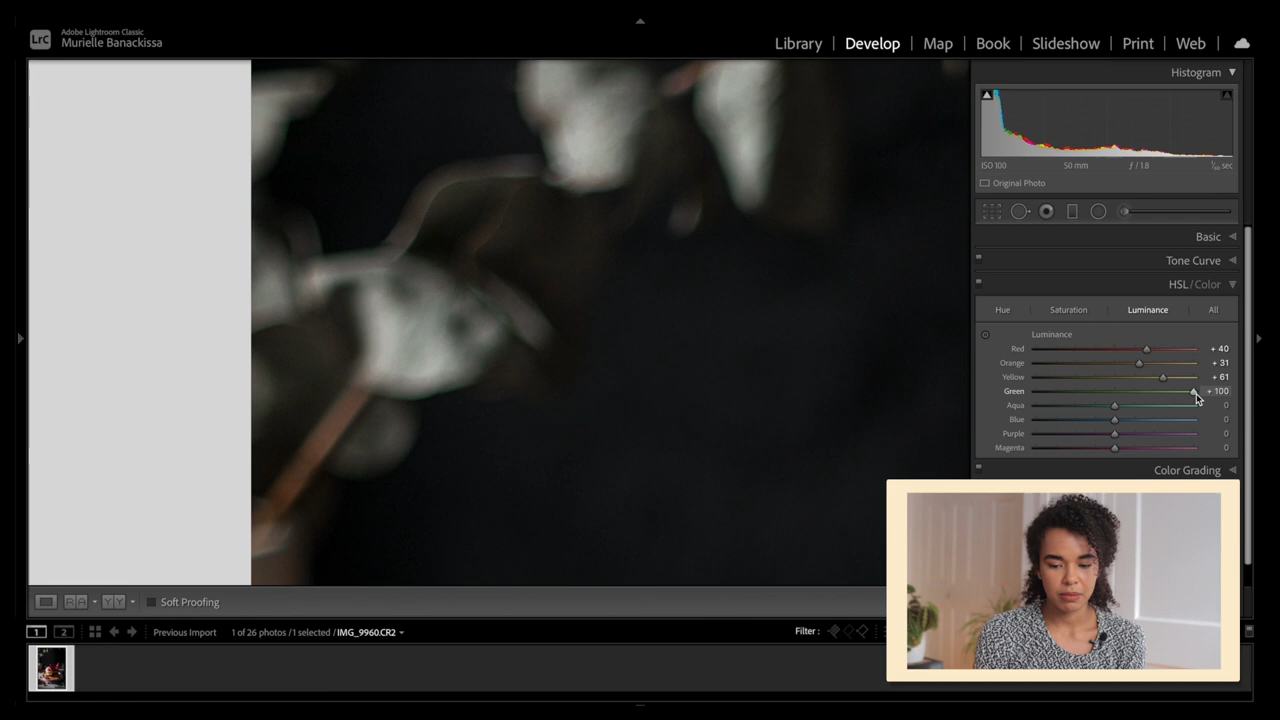 LrC
Adobe Lightroom Classic
Murielle Banackissa
Library | Develop | Map | Book | Slideshow | Print | Web |
Histogram
ISO 100 50 mm ƒ / 1.8 sec
Original Photo
Basic
Tone Curve
HSL / Color
Hue Saturation Luminance All
Luminance
Red + 40
Orange + 31
Yellow + 61
Green + 100
Aqua 0
Blue 0
Purple 0
Magenta 0
Color Grading
R A Y Y Soft Proofing
1 2 Previous Import 1 of 26 photos / 1 selected / IMG_9960.CR2 Filter :